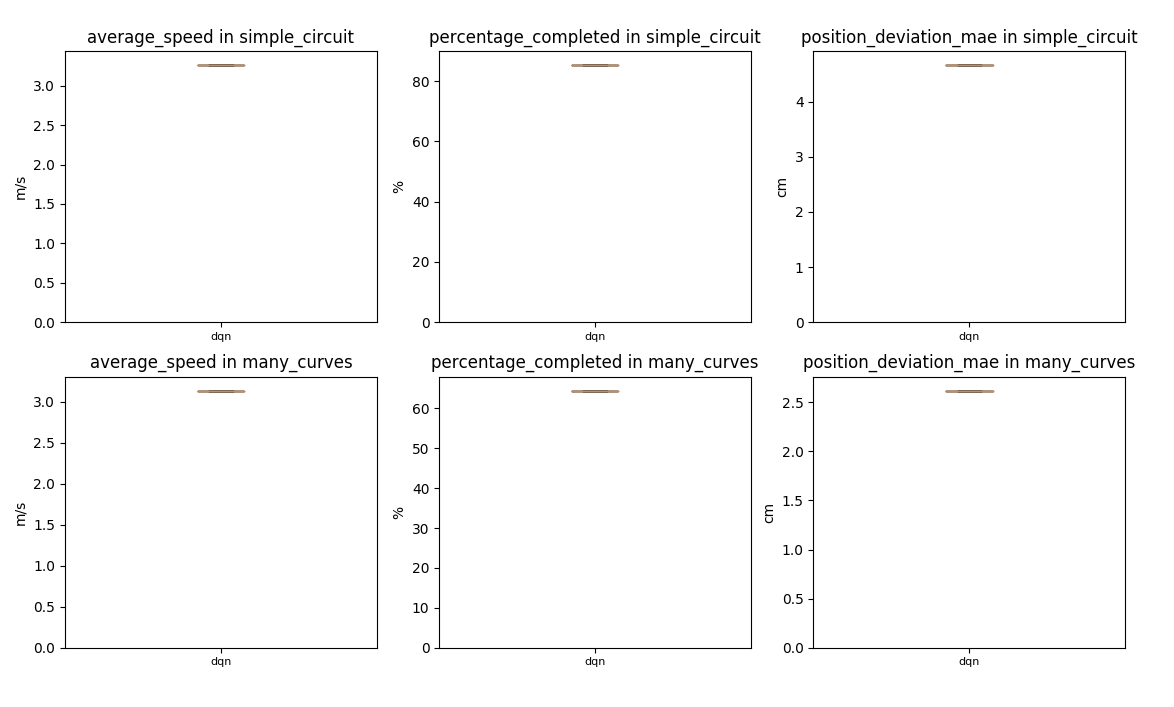 average_speed in simple_circuit
m/s
3.0
2.5
2.0
1.5
1.0
0.5
0.0
dqn
percentage_completed in simple_circuit
%
80
60
40
20
0
dqn
position_deviation_mae in simple_circuit
cm
4
3
2
1
0
dqn
average_speed in many_curves
m/s
3.0
2.5
2.0
1.5
1.0
0.5
0.0
dqn
percentage_completed in many_curves
%
60
50
40
30
20
10
0
dqn
position_deviation_mae in many_curves
cm
2.5
2.0
1.5
1.0
0.5
0.0
dqn